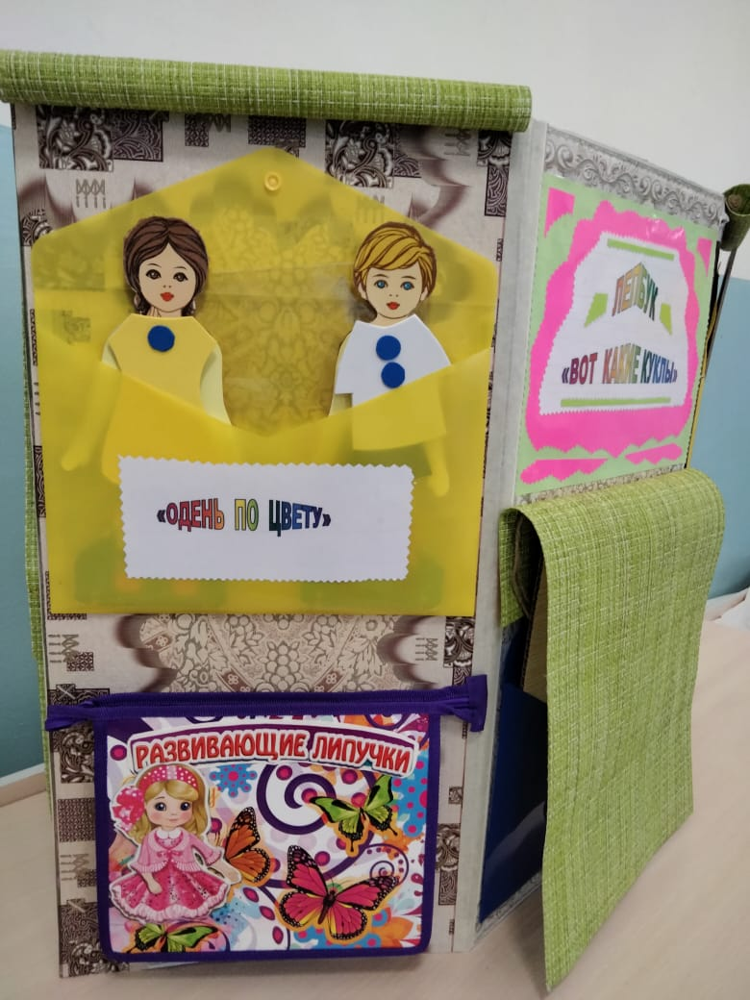 «ОДЕНЬ ПО ЦВЕТУ»
РАЗВИВАЮЩИЕ ЛИПУЧКИ
ЛЕПБУК
«ВОТ КАКИЕ КУКЛЫ»